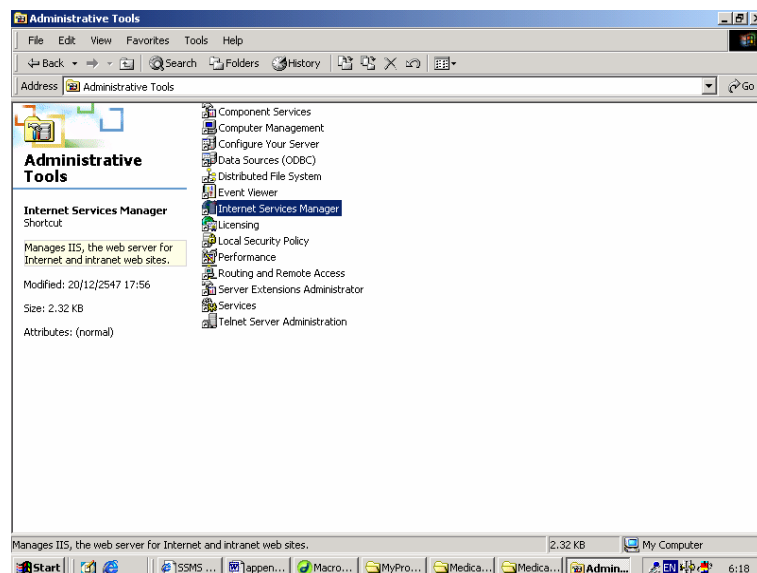 Administrative Tools
File Edit View Favorites Tools Help
Back Search Folders History
Address Administrative Tools Go
Administrative
Tools
Internet Services Manager
Shortcut
Manages IIS, the web server for
Internet and intranet web sites.
Modified: 20/12/2547 17:56
Size: 2.32 KB
Attributes: (normal)
Component Services
Computer Management
Configure Your Server
Data Sources (ODBC)
Distributed File System
Event Viewer
Internet Services Manager
Licensing
Local Security Policy
Performance
Routing and Remote Access
Server Extensions Administrator
Services
Telnet Server Administration
Manages IIS, the web server for Internet and intranet web sites. 2.32 KB My Computer
Start SSMS ... appen... Macro... MyPro... Medica... Medica... Admin... EN 6:18